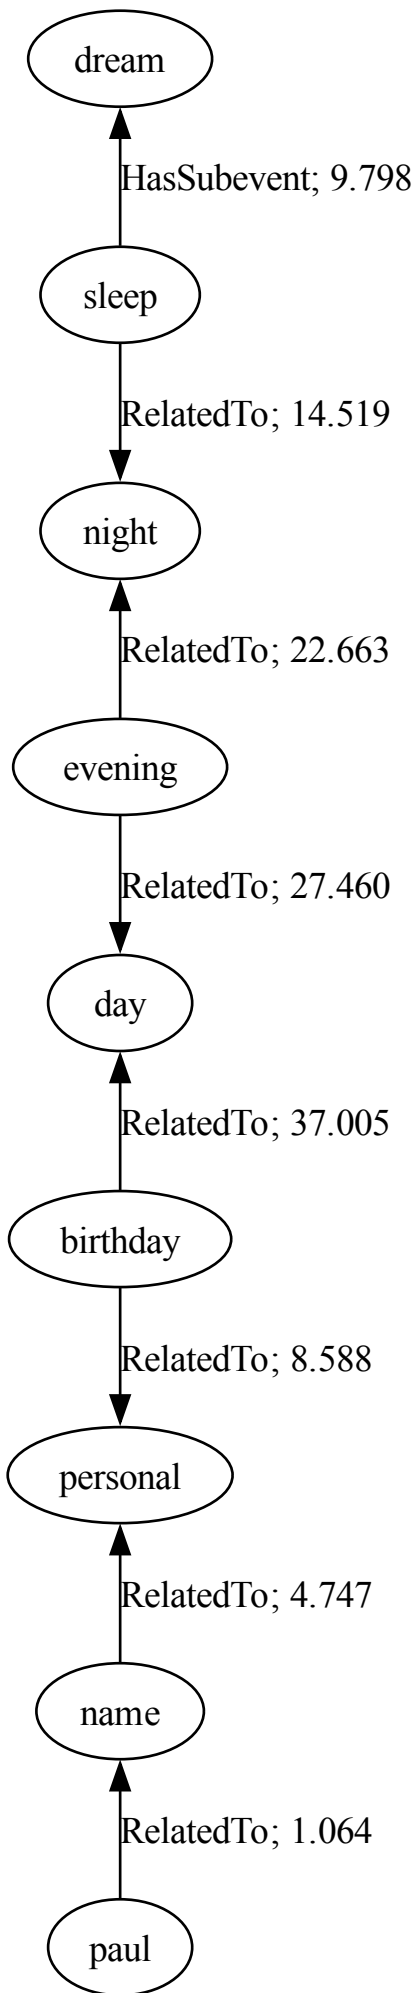 dream
HasSubevent; 9.798
sleep
RelatedTo; 14.519
night
RelatedTo; 22.663
evening
RelatedTo; 27.460
day
RelatedTo; 37.005
birthday
RelatedTo; 8.588
personal
RelatedTo; 4.747
name
RelatedTo; 1.064
paul